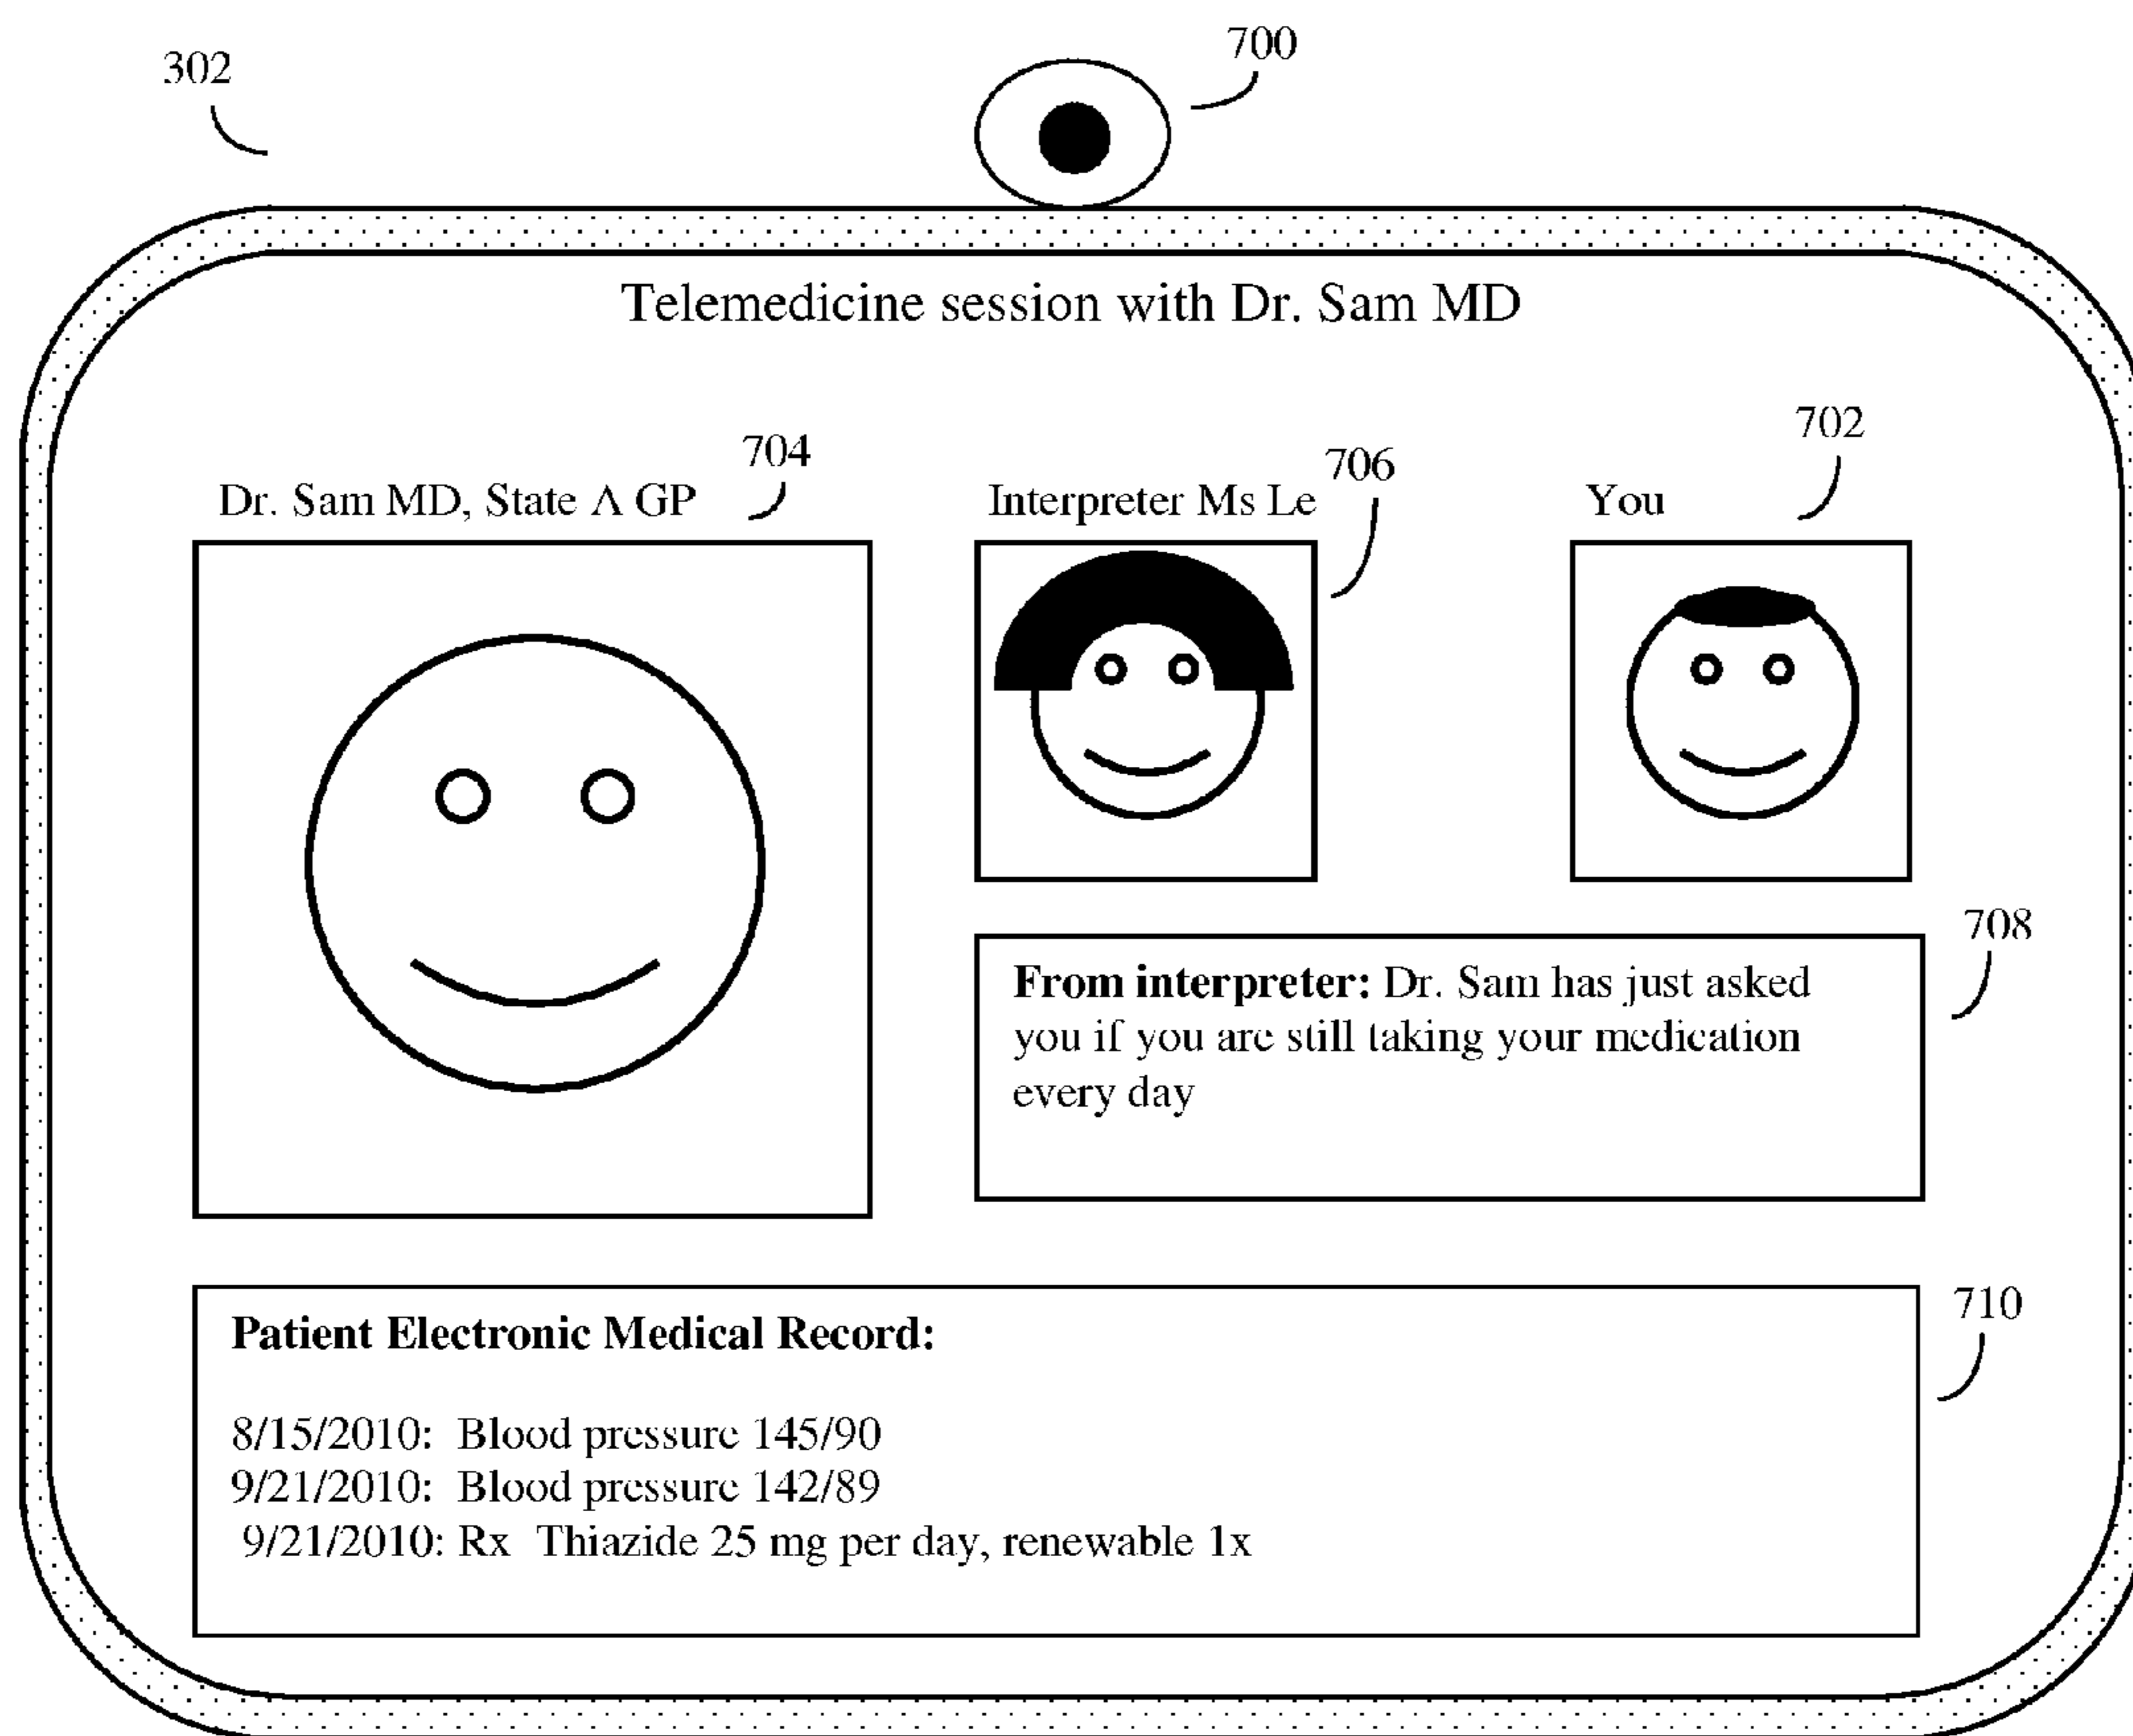 302
700
Telemedicine session with Dr. Sam MD
704
706
702
Dr. Sam MD, State A GP
Interpreter Ms Le
You
708
From interpreter: Dr. Sam has just asked
you if you are still taking your medication
every day
710
Patient Electronic Medical Record:
8/15/2010: Blood pressure 145/90
9/21/2010: Blood pressure 142/89
9/21/2010: Rx Thiazide 25 mg per day, renewable 1x